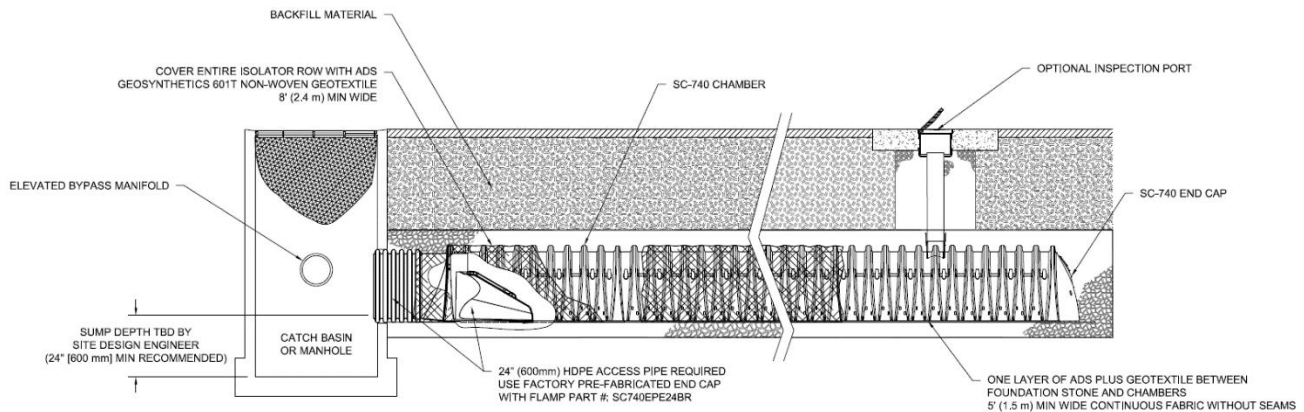 BACKFILL MATERIAL
COVER ENTIRE ISOLATOR ROW WITH ADS
GEOSYNTHETICS 601T NON-WOVEN GEOTEXTILE
8' (2.4 m) MIN WIDE
SC-740 CHAMBER
OPTIONAL INSPECTION PORT
ELEVATED BYPASS MANIFOLD
SC-740 END CAP
SUMP DEPTH TBD BY
SITE DESIGN ENGINEER
(24" [600 mm] MIN RECOMMENDED)
CATCH BASIN
OR MANHOLE
24" (600mm) HDPE ACCESS PIPE REQUIRED
USE FACTORY PRE-FABRICATED END CAP
WITH FLAMP PART #: SC740EPE24BR
ONE LAYER OF ADS PLUS GEOTEXTILE BETWEEN
FOUNDATION STONE AND CHAMBERS
5' (1.5 m) MIN WIDE CONTINUOUS FABRIC WITHOUT SEAMS